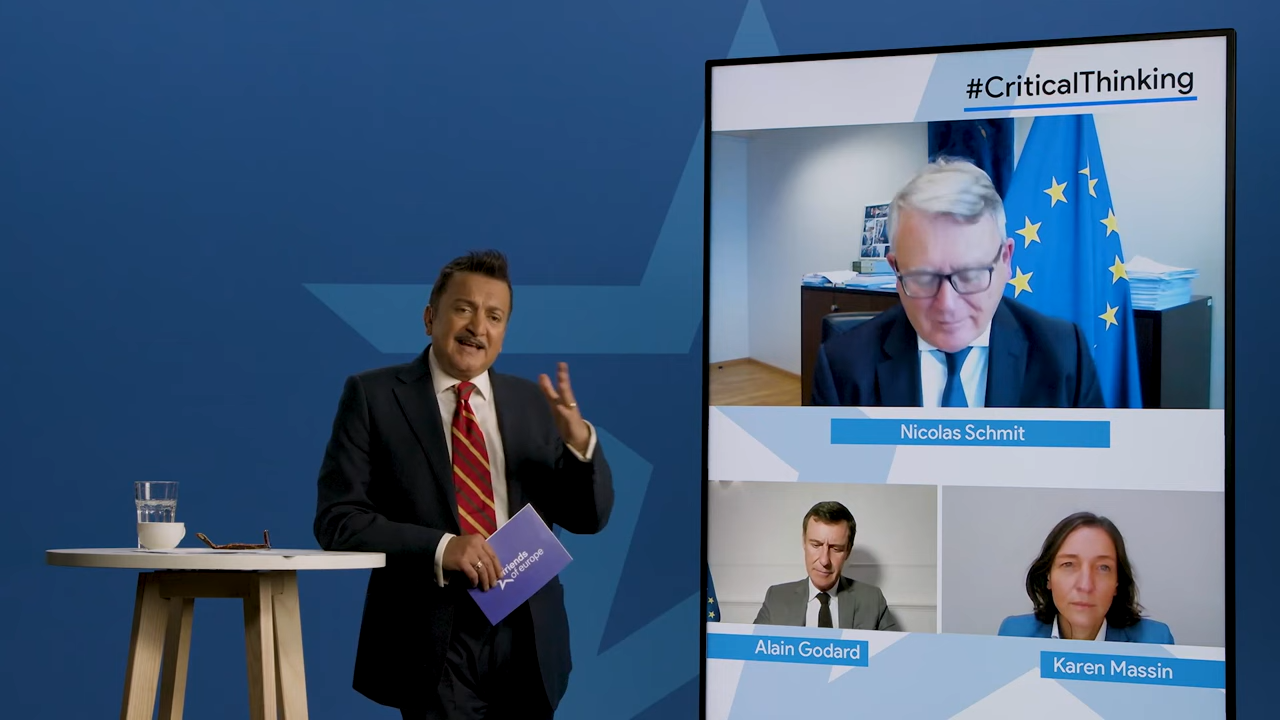 #CriticalThinking
Nicolas Schmit
friends
of europe
Alain Godard
Karen Massin